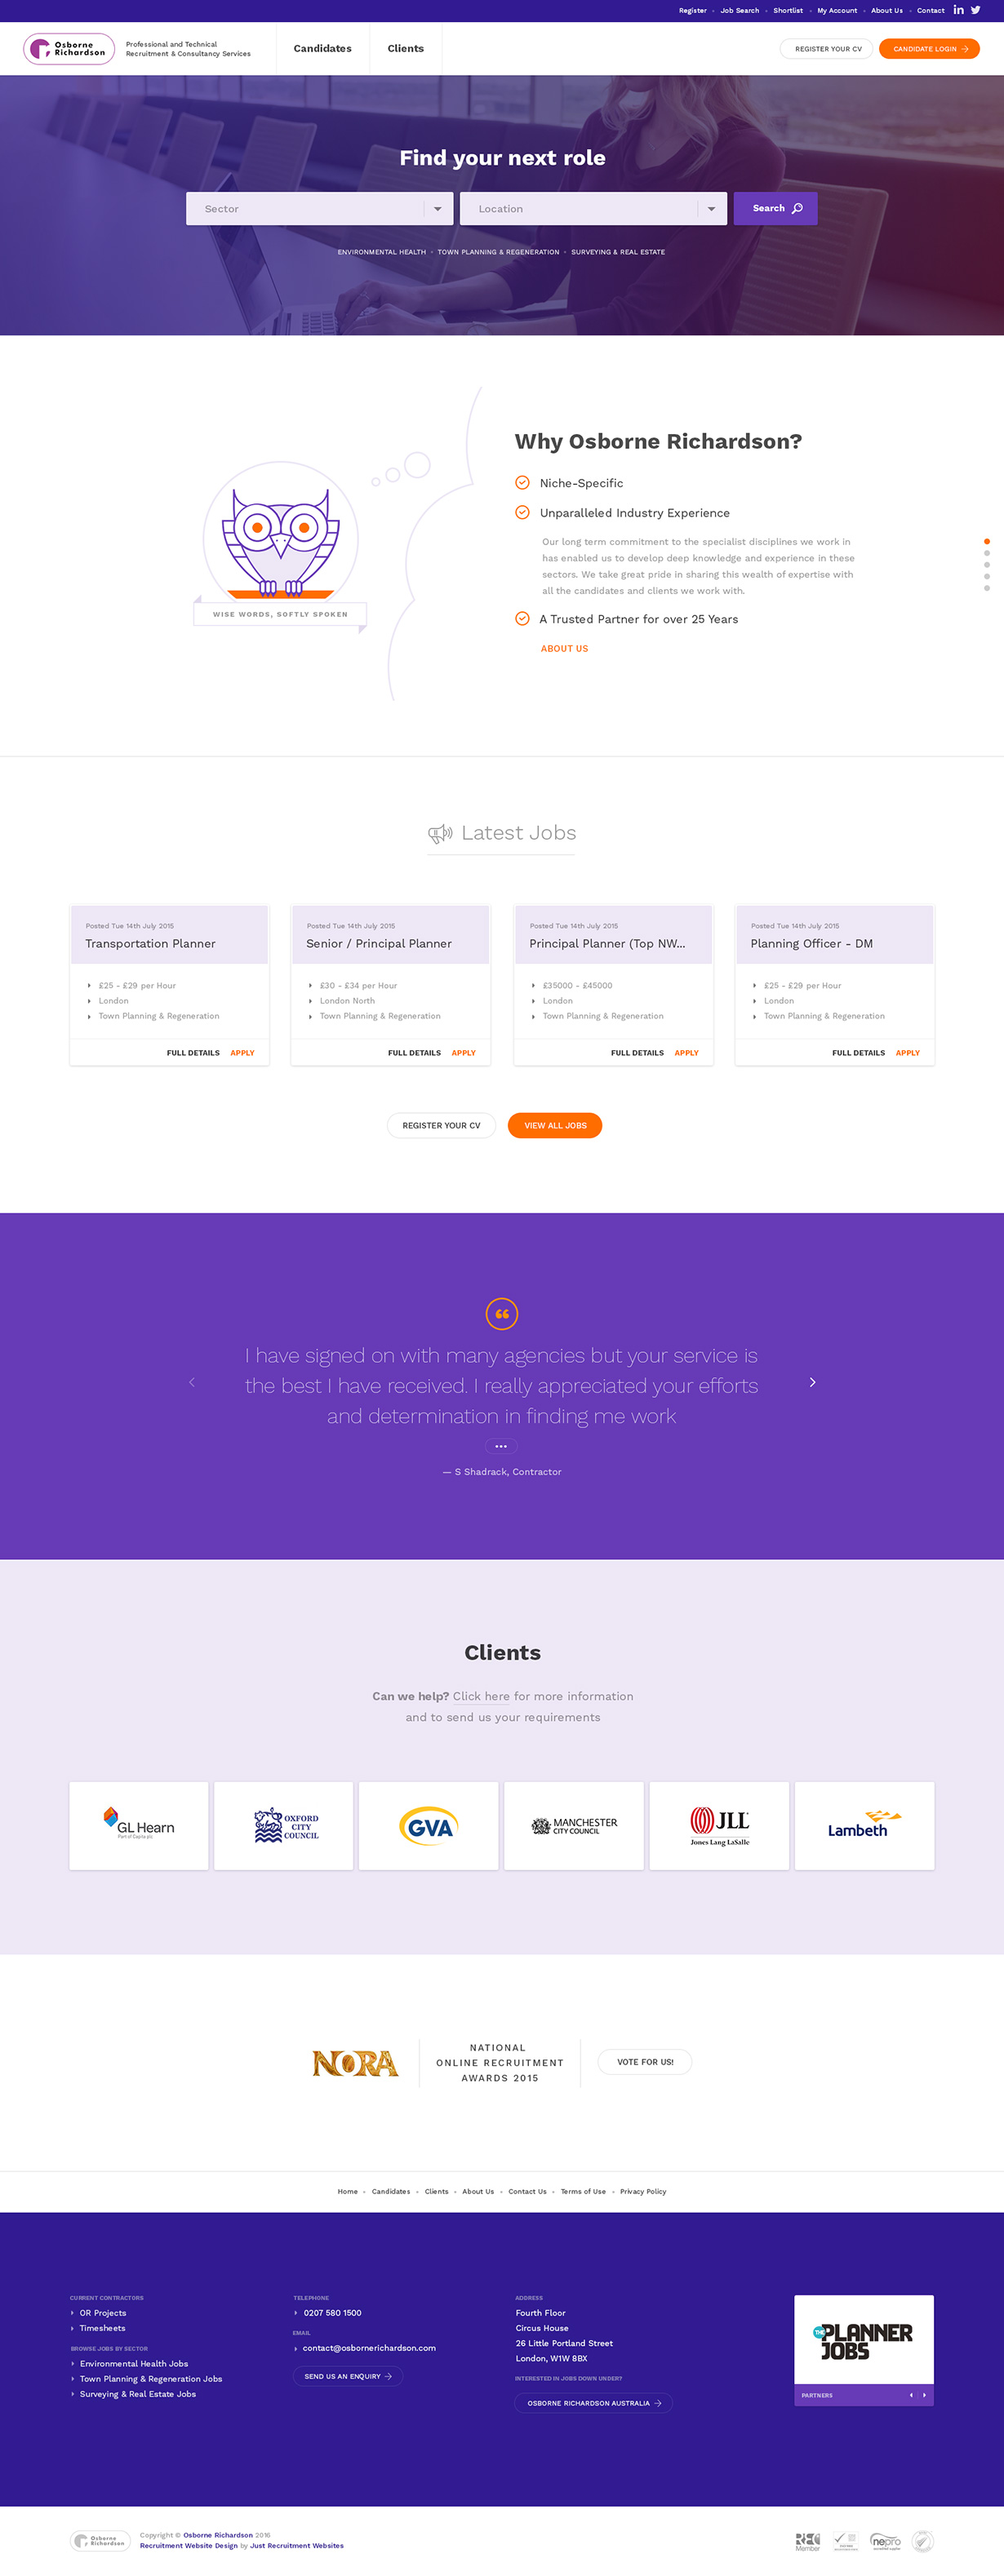 Register • Job Search • Shortlist • My Account • About Us • Contact in
Osborne
Richardson
Professional and Technical
Recruitment & Consultancy Services
Candidates
Clients
REGISTER YOUR CV
CANDIDATE LOGIN
Find your next role
Sector
Location
Search
ENVIRONMENTAL HEALTH • TOWN PLANNING & REGENERATION • SURVEYING & REAL ESTATE
WISE WORDS, SOFTLY SPOKEN
Why Osborne Richardson?
Niche-Specific
Unparalleled Industry Experience
Our long term commitment to the specialist disciplines we work in
has enabled us to develop deep knowledge and experience in these
sectors. We take great pride in sharing this wealth of expertise with
all the candidates and clients we work with.
A Trusted Partner for over 25 Years
ABOUT US
Latest Jobs
Posted Tue 14th July 2015
Transportation Planner
£25 - £29 per Hour
London
Town Planning & Regeneration
FULL DETAILS APPLY
Posted Tue 14th July 2015
Senior / Principal Planner
£30 - £34 per Hour
London North
Town Planning & Regeneration
FULL DETAILS APPLY
Posted Tue 14th July 2015
Principal Planner (Top NW...
£35000 - £45000
London
Town Planning & Regeneration
FULL DETAILS APPLY
Posted Tue 14th July 2015
Planning Officer - DM
£25 - £29 per Hour
London
Town Planning & Regeneration
FULL DETAILS APPLY
REGISTER YOUR CV
VIEW ALL JOBS
I have signed on with many agencies but your service is
the best I have received. I really appreciated your efforts
and determination in finding me work
— S Shadrack, Contractor
Clients
Can we help? Click here for more information
and to send us your requirements
GL Hearn
Part of Capita plc
OXFORD
CITY
COUNCIL
GVA
MANCHESTER
CITY COUNCIL
JLL
Jones Lang LaSalle
Lambeth
NORA
NATIONAL
ONLINE RECRUITMENT
AWARDS 2015
VOTE FOR US!
Home • Candidates • Clients • About Us • Contact Us • Terms of Use • Privacy Policy
CURRENT CONTRACTORS
OR Projects
Timesheets
BROWSE JOBS BY SECTOR
Environmental Health Jobs
Town Planning & Regeneration Jobs
Surveying & Real Estate Jobs
TELEPHONE
0207 580 1500
EMAIL
contact@osbornerichardson.com
SEND US AN ENQUIRY
ADDRESS
Fourth Floor
Circus House
26 Little Portland Street
London, W1W 8BX
INTERESTED IN JOBS DOWN UNDER?
OSBORNE RICHARDSON AUSTRALIA
THE PLANNER
JOBS
PARTNERS
Osborne
Richardson
Copyright © Osborne Richardson 2016
Recruitment Website Design by Just Recruitment Websites
REC
Member
nepro